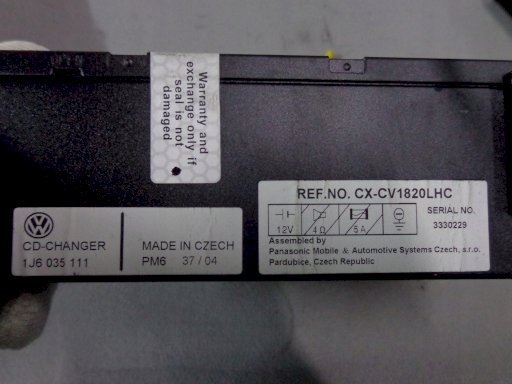 Warranty and
exchange only if
seal is not
damaged
REF.NO. CX-CV1820LHC
12V 4Ω 5A
SERIAL NO.
3330229
Assembled by
Panasonic Mobile & Automotive Systems Czech, s.r.o.
Pardubice, Czech Republic
VW
CD-CHANGER
1J6 035 111
MADE IN CZECH
PM6 37/04